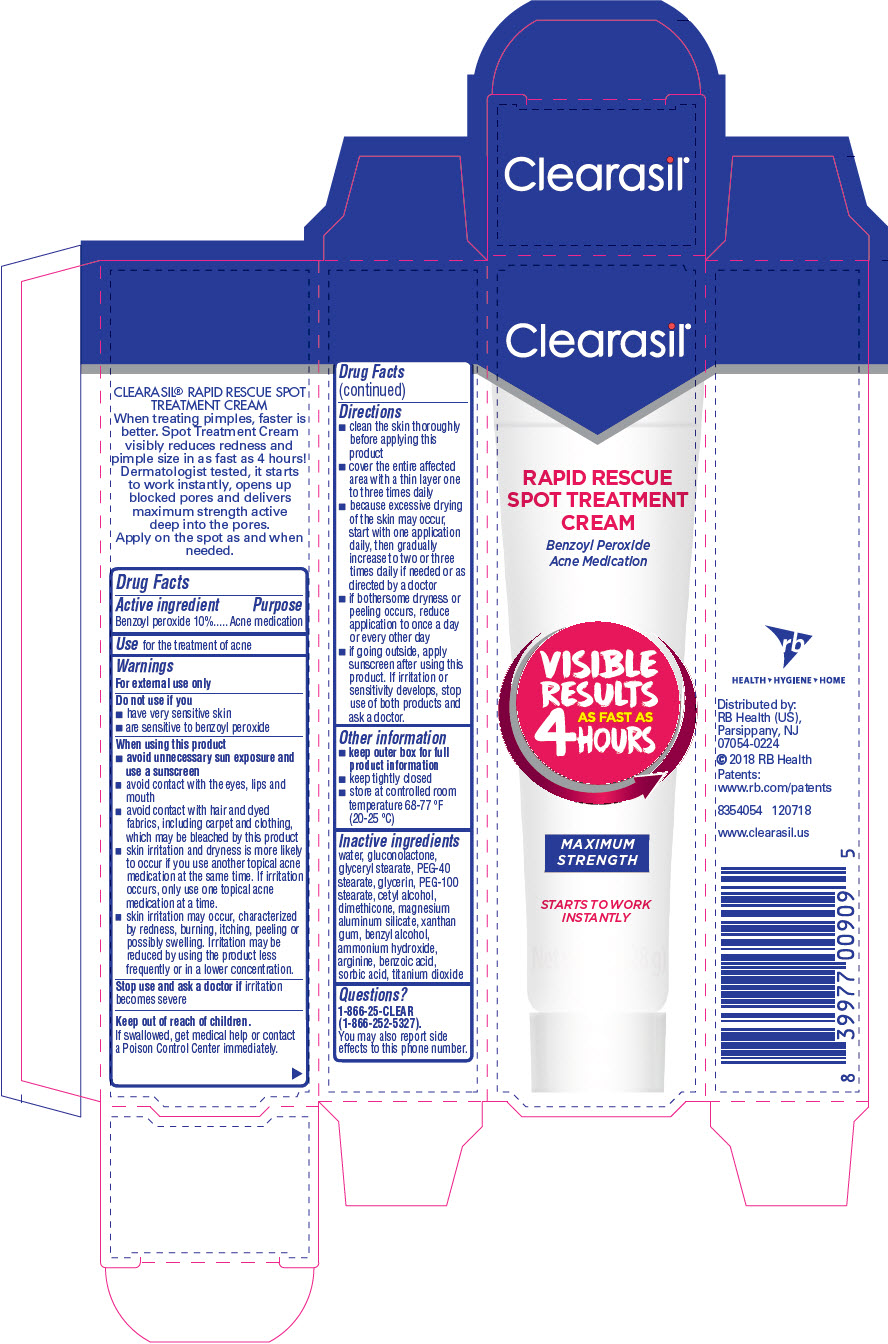 Clearasil®
CLEARASIL® RAPID RESCUE SPOT
TREATMENT CREAM
When treating pimples, faster is
better. Spot Treatment Cream
visibly reduces redness and
pimple size in as fast as 4 hours!
Dermatologist tested, it starts
to work instantly, opens up
blocked pores and delivers
maximum strength active
deep into the pores.
Apply on the spot as and when
needed.
Drug Facts
Active ingredient Purpose
Benzoyl peroxide 10%..... Acne medication
Use for the treatment of acne
Warnings
For external use only
Do not use if you
■ have very sensitive skin
■ are sensitive to benzoyl peroxide
When using this product
■ avoid unnecessary sun exposure and
use a sunscreen
■ avoid contact with the eyes, lips and
mouth
■ avoid contact with hair and dyed
fabrics, including carpet and clothing,
which may be bleached by this product
■ skin irritation and dryness is more likely
to occur if you use another topical acne
medication at the same time. If irritation
occurs, only use one topical acne
medication at a time.
■ skin irritation may occur, characterized
by redness, burning, itching, peeling or
possibly swelling. Irritation may be
reduced by using the product less
frequently or in a lower concentration.
Stop use and ask a doctor if irritation
becomes severe
Keep out of reach of children.
If swallowed, get medical help or contact
a Poison Control Center immediately.
Drug Facts
(continued)
Directions
■ clean the skin thoroughly
before applying this
product
■ cover the entire affected
area with a thin layer one
to three times daily
■ because excessive drying
of the skin may occur,
start with one application
daily, then gradually
increase to two or three
times daily if needed or as
directed by a doctor
■ if bothersome dryness or
peeling occurs, reduce
application to once a day
or every other day
■ if going outside, apply
sunscreen after using this
product. If irritation or
sensitivity develops, stop
use of both products and
ask a doctor.
Other information
■ keep outer box for full
product information
■ keep tightly closed
■ store at controlled room
temperature 68-77 ºF
(20-25 ºC)
Inactive ingredients
water, gluconolactone,
glyceryl stearate, PEG-40
stearate, glycerin, PEG-100
stearate, cetyl alcohol,
dimethicone, magnesium
aluminum silicate, xanthan
gum, benzyl alcohol,
ammonium hydroxide,
arginine, benzoic acid,
sorbic acid, titanium dioxide
Questions?
1-866-25-CLEAR
(1-866-252-5327).
You may also report side
effects to this phone number.
Clearasil®
RAPID RESCUE
SPOT TREATMENT
CREAM
Benzoyl Peroxide
Acne Medication
VISIBLE
RESULTS
AS FAST AS
4 HOURS
MAXIMUM
STRENGTH
STARTS TO WORK
INSTANTLY
rb
HEALTH • HYGIENE • HOME
Distributed by:
RB Health (US),
Parsippany, NJ
07054-0224
© 2018 RB Health
Patents:
www.rb.com/patents
8354054 120718
www.clearasil.us
8 39977 00909 5